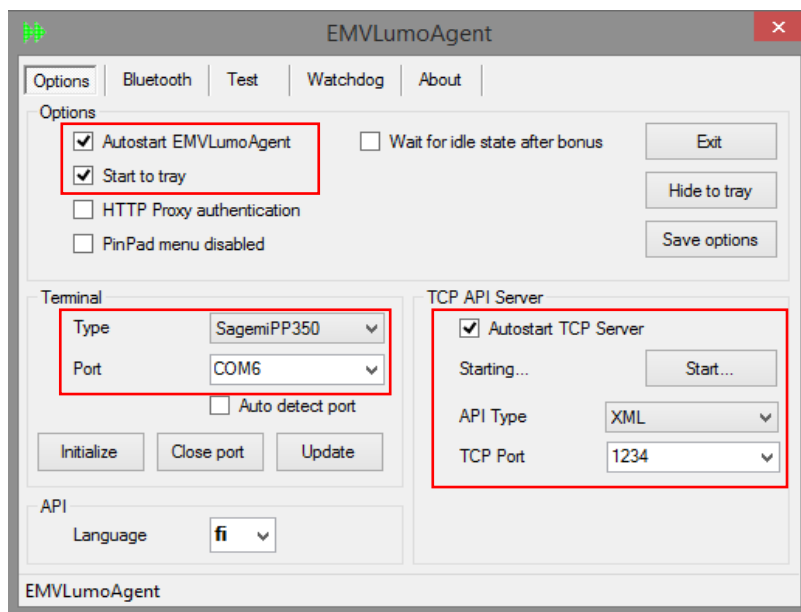 EMVLumoAgent
Options Bluetooth Test Watchdog About
Options
Autostart EMVLumoAgent
Wait for idle state after bonus
Exit
Start to tray
Hide to tray
HTTP Proxy authentication
PinPad menu disabled
Save options
Terminal
Type SagemiPP350
Port COM6
Auto detect port
Initialize Close port Update
TCP API Server
Autostart TCP Server
Starting... Start...
API Type XML
TCP Port 1234
API
Language fi
EMVLumoAgent